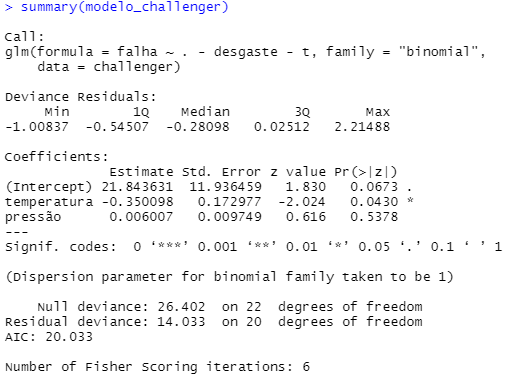 > summary(modelo_challenger)
Call:
glm(formula = falha ~ . - desgaste - t, family = "binomial",
    data = challenger)
Deviance Residuals:
     Min       1Q   Median       3Q      Max
-1.00837 -0.54507 -0.28098  0.02512  2.21488
Coefficients:
            Estimate Std. Error z value Pr(>|z|)
(Intercept) 21.843631  11.936459   1.830   0.0673 .
temperatura -0.350098   0.172977  -2.024   0.0430 *
pressão      0.006007   0.009749   0.616   0.5378
---
Signif. codes:  0 ‘***’ 0.001 ‘**’ 0.01 ‘*’ 0.05 ‘.’ 0.1 ‘ ’ 1
(Dispersion parameter for binomial family taken to be 1)
    Null deviance: 26.402  on 22  degrees of freedom
Residual deviance: 14.033  on 20  degrees of freedom
AIC: 20.033
Number of Fisher Scoring iterations: 6